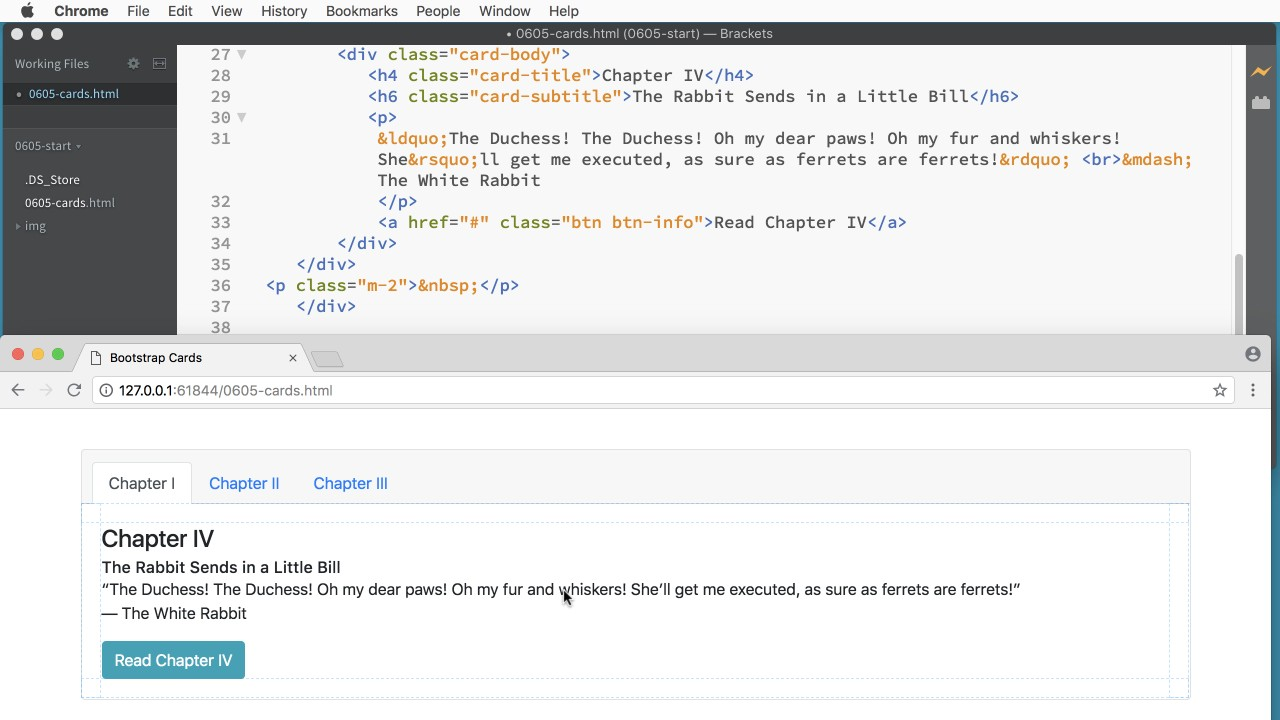 Chrome File Edit View History Bookmarks People Window Help
• 0605-cards.html (0605-start) — Brackets
Working Files
• 0605-cards.html
0605-start
.DS_Store
0605-cards.html
img
27 <div class="card-body">
28 <h4 class="card-title">Chapter IV</h4>
29 <h6 class="card-subtitle">The Rabbit Sends in a Little Bill</h6>
30 <p>
31 &ldquo;The Duchess! The Duchess! Oh my dear paws! Oh my fur and whiskers!
She&rsquo;ll get me executed, as sure as ferrets are ferrets!&rdquo; <br>&mdash;
The White Rabbit
32 </p>
33 <a href="#" class="btn btn-info">Read Chapter IV</a>
34 </div>
35 </div>
36 <p class="m-2">&nbsp;</p>
37 </div>
38
Bootstrap Cards
127.0.0.1:61844/0605-cards.html
Chapter I Chapter II Chapter III
Chapter IV
The Rabbit Sends in a Little Bill
“The Duchess! The Duchess! Oh my dear paws! Oh my fur and whiskers! She’ll get me executed, as sure as ferrets are ferrets!”
— The White Rabbit
Read Chapter IV